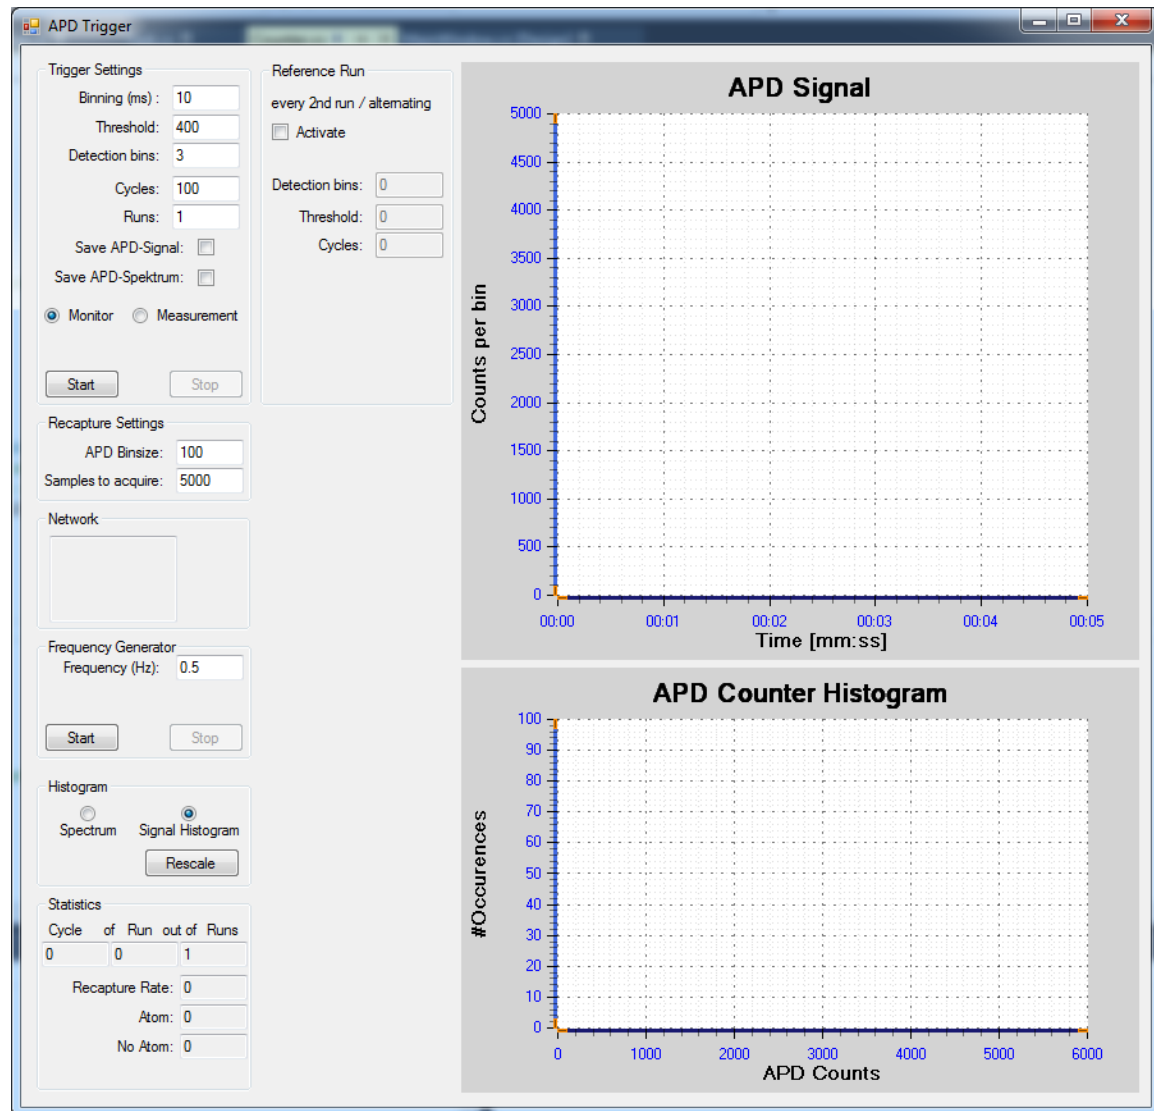 APD Trigger
Trigger Settings
Binning (ms) : 10
Threshold: 400
Detection bins: 3
Cycles: 100
Runs: 1
Save APD-Signal:
Save APD-Spektrum:
Monitor Measurement
Start Stop
Reference Run
every 2nd run / alternating
Activate
Detection bins: 0
Threshold: 0
Cycles: 0
Recapture Settings
APD Binsize: 100
Samples to acquire: 5000
Network
Frequency Generator
Frequency (Hz): 0.5
Start Stop
Histogram
Spectrum Signal Histogram
Rescale
Statistics
Cycle of Run out of Runs
0 0 1
Recapture Rate: 0
Atom: 0
No Atom: 0
APD Signal
Counts per bin
5000
4500
4000
3500
3000
2500
2000
1500
1000
500
0
00:00 00:01 00:02 00:03 00:04 00:05
Time [mm:ss]
APD Counter Histogram
#Occurences
100
90
80
70
60
50
40
30
20
10
0
0 1000 2000 3000 4000 5000 6000
APD Counts